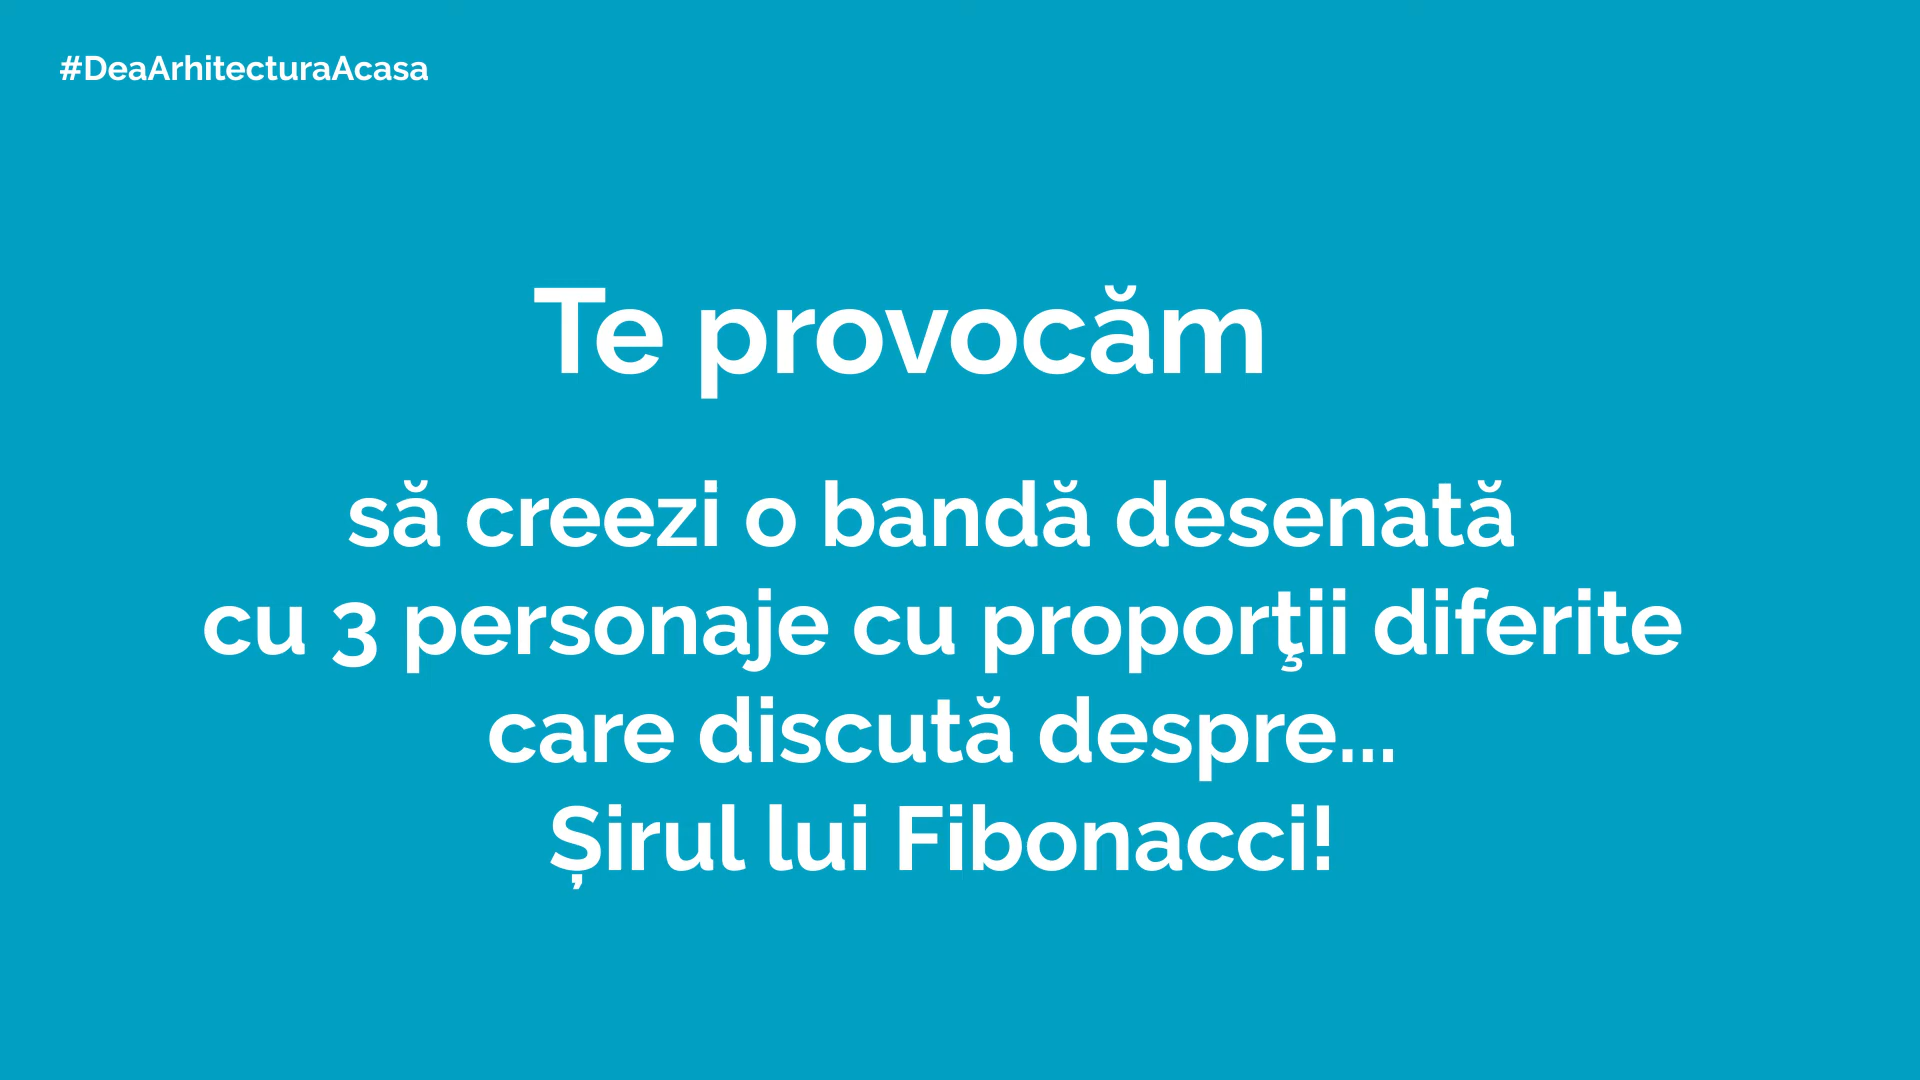 #DeaArhitecturaAcasa
Te provocăm
să creezi o bandă desenată
cu 3 personaje cu proporţii diferite
care discută despre...
Șirul lui Fibonacci!